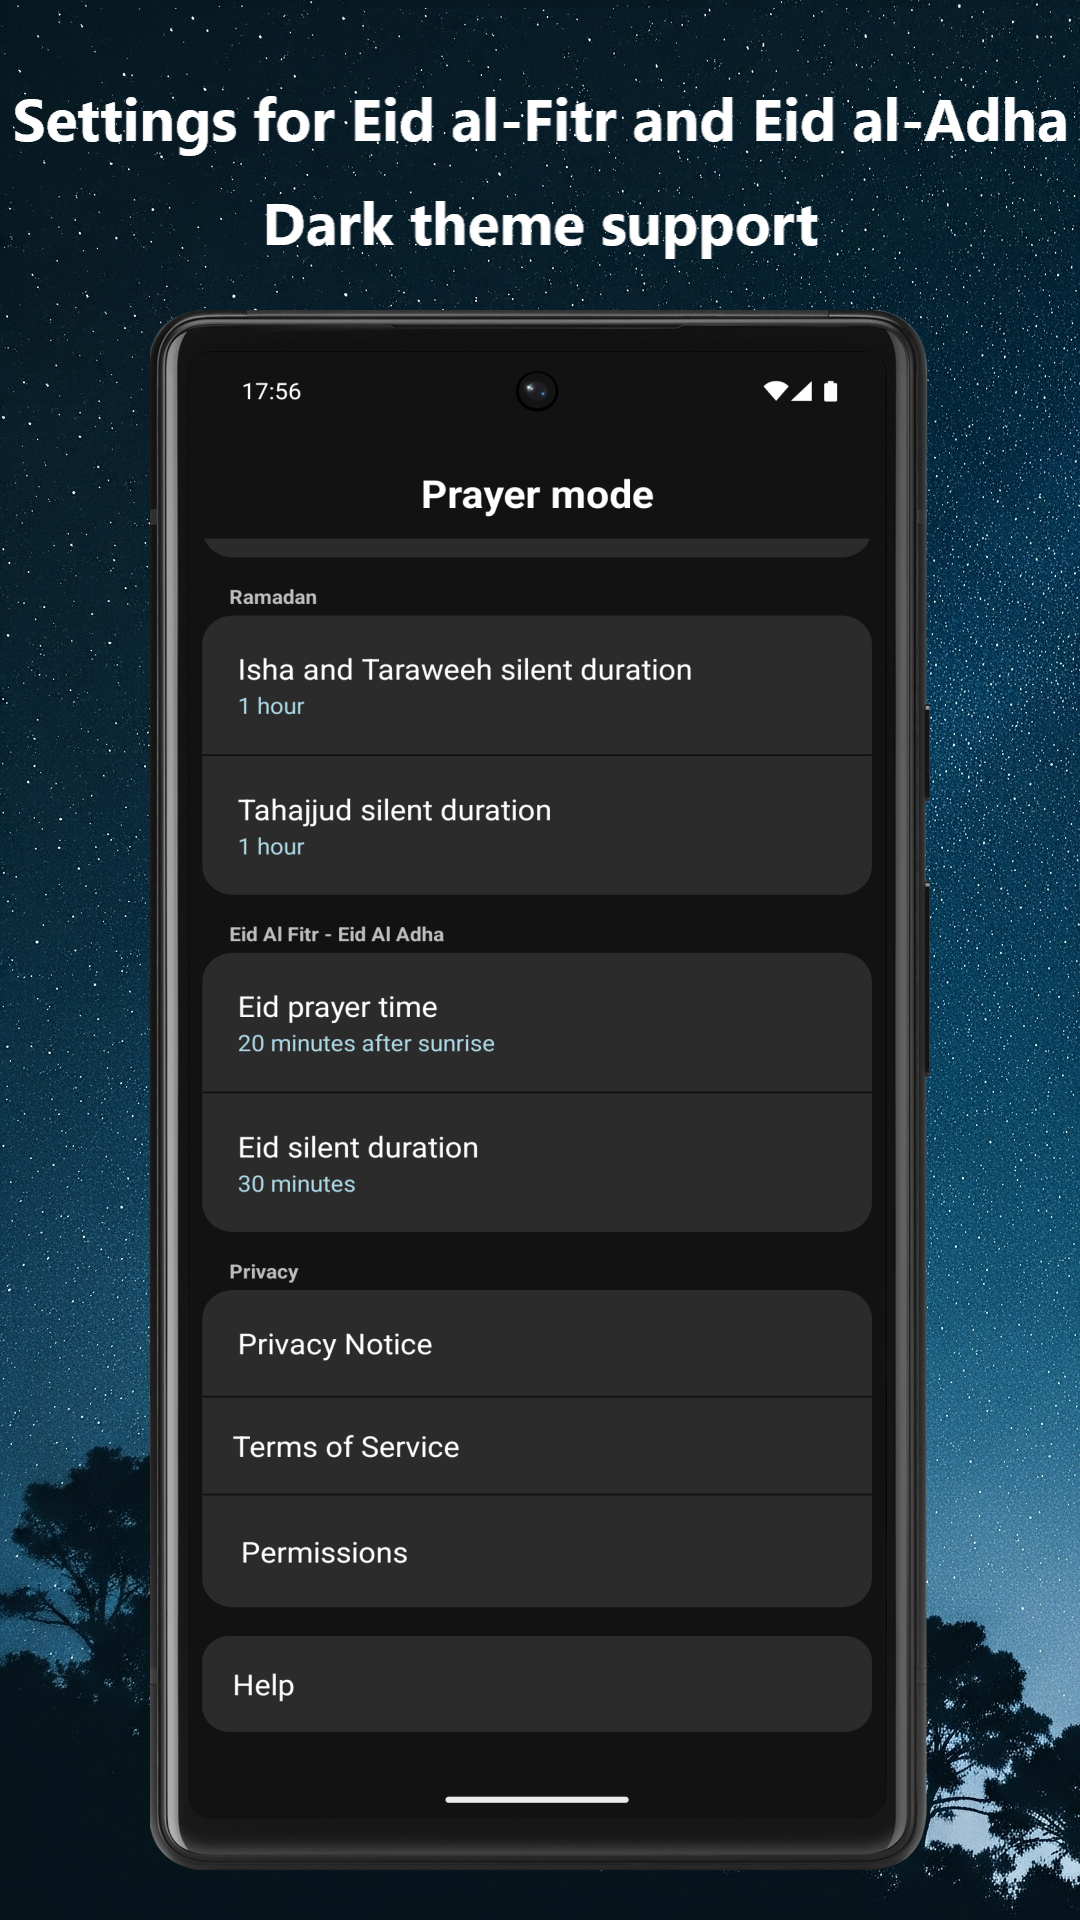 Settings for Eid al-Fitr and Eid al-Adha
Dark theme support
17:56
Prayer mode
Ramadan
Isha and Taraweeh silent duration
1 hour
Tahajjud silent duration
1 hour
Eid Al Fitr - Eid Al Adha
Eid prayer time
20 minutes after sunrise
Eid silent duration
30 minutes
Privacy
Privacy Notice
Terms of Service
Permissions
Help